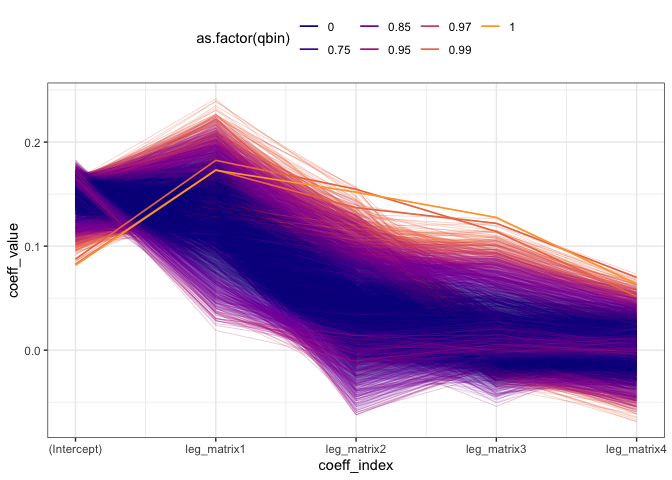 as.factor(qbin)
0 0.85 0.97 1
0.75 0.95 0.99
coeff_value
0.2
0.1
0.0
(Intercept) leg_matrix1 leg_matrix2 leg_matrix3 leg_matrix4
coeff_index